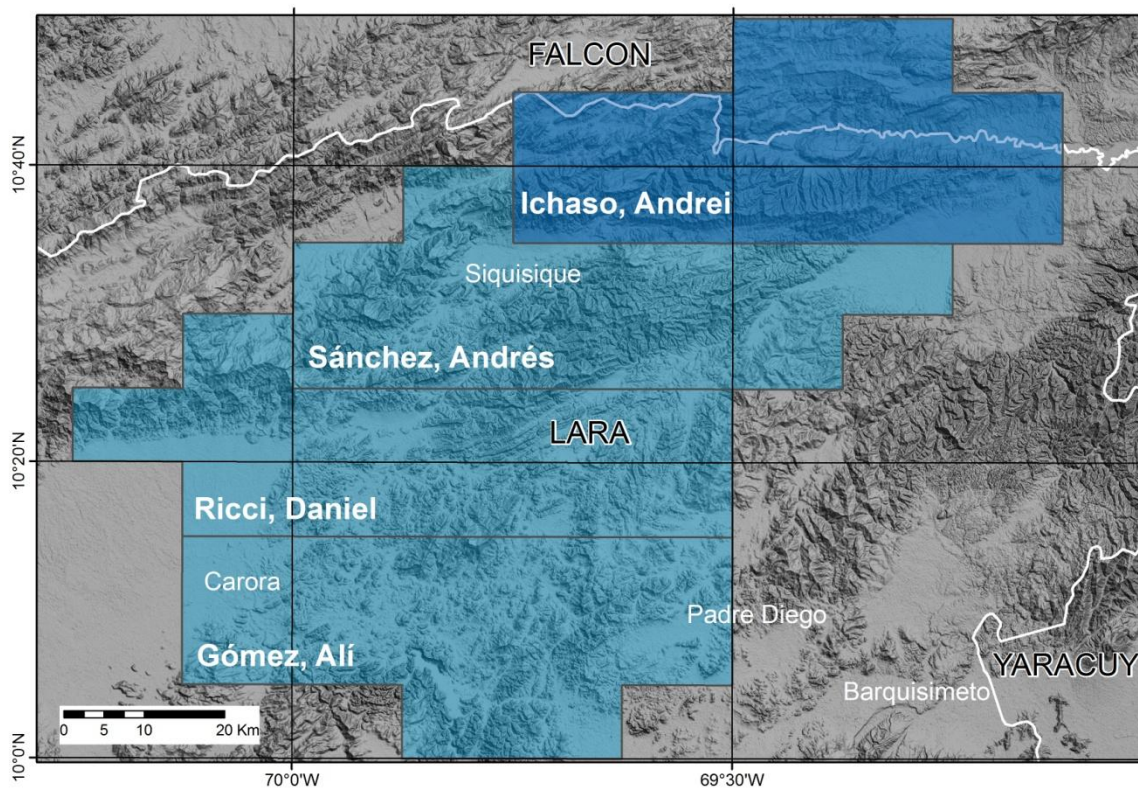 FALCON
10°40'N
Ichaso, Andrei
Siquisique
Sánchez, Andrés
LARA
10°20'N
Ricci, Daniel
Carora
Padre Diego
Gómez, Alí
YARACUY
Barquisimeto
0 5 10 20 Km
10°0'N
70°0'W
69°30'W